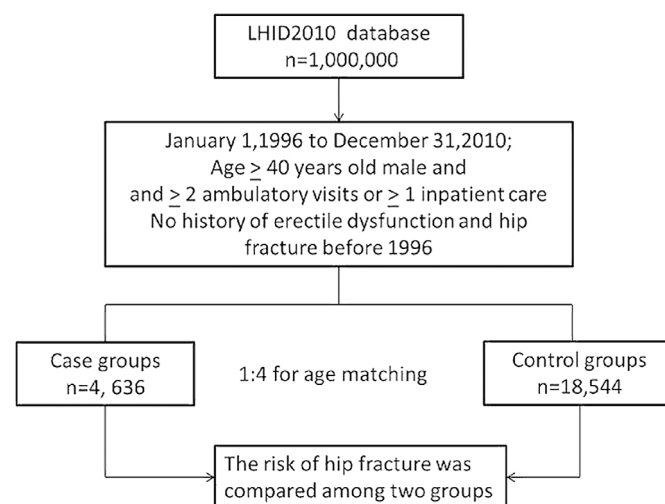 LHID2010 database
n=1,000,000
January 1,1996 to December 31,2010;
Age ≥ 40 years old male and
and ≥ 2 ambulatory visits or ≥ 1 inpatient care
No history of erectile dysfunction and hip
fracture before 1996
Case groups
n=4, 636
1:4 for age matching
Control groups
n=18,544
The risk of hip fracture was
compared among two groups